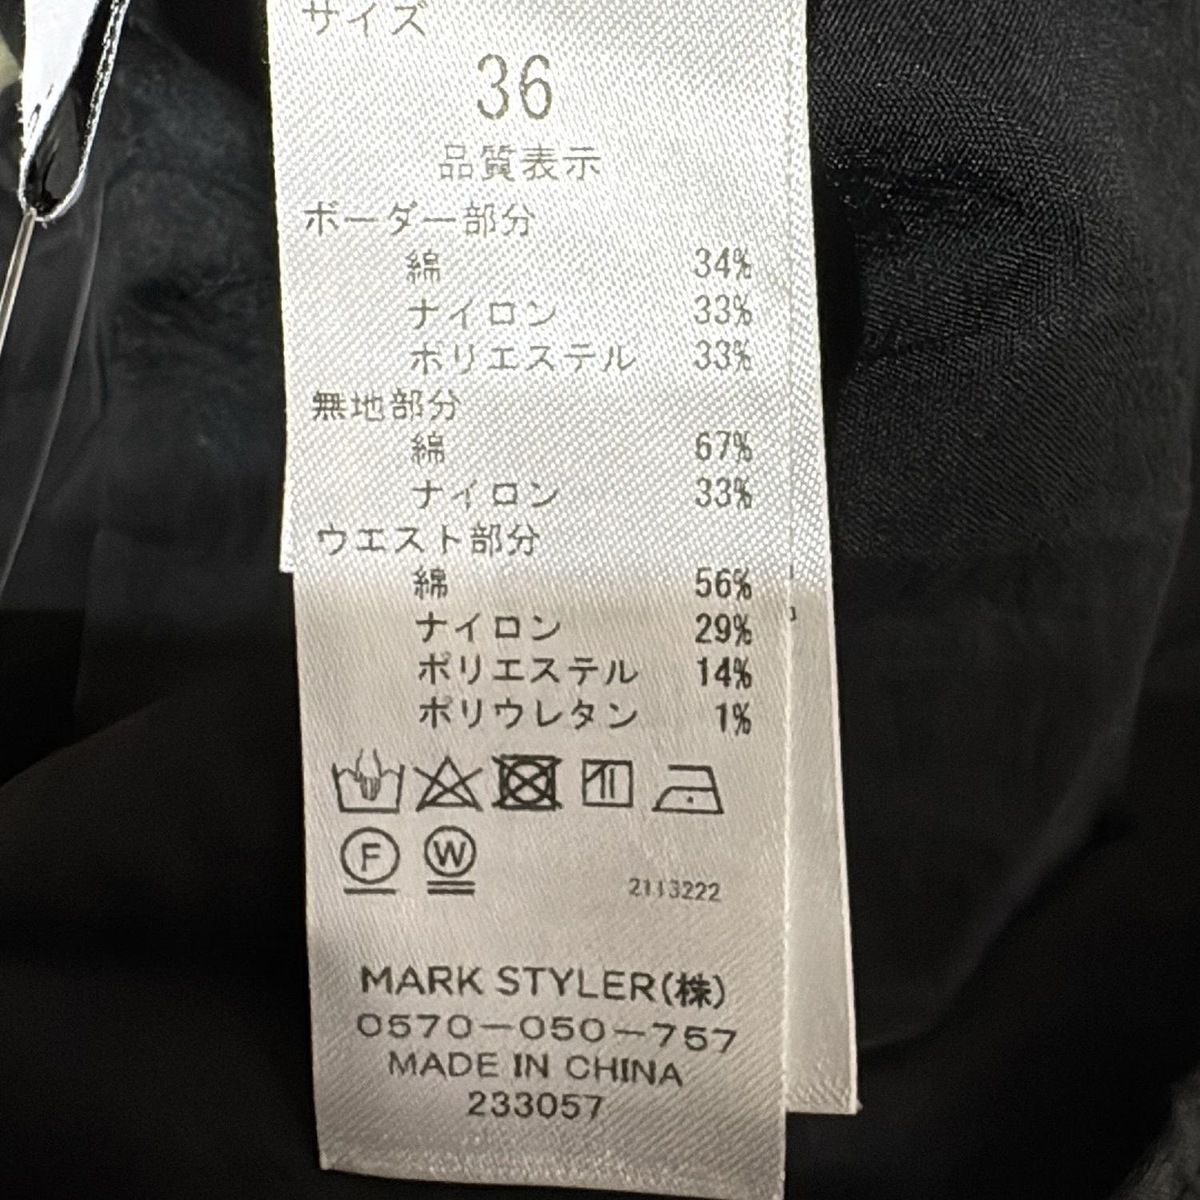 サイズ
36
品質表示
ボーダー部分
綿 34%
ナイロン 33%
ポリエステル 33%
無地部分
綿 67%
ナイロン 33%
ウエスト部分
綿 56%
ナイロン 29%
ポリエステル 14%
ポリウレタン 1%
F W
2113222
MARK STYLER(株)
0570-050-757
MADE IN CHINA
233057